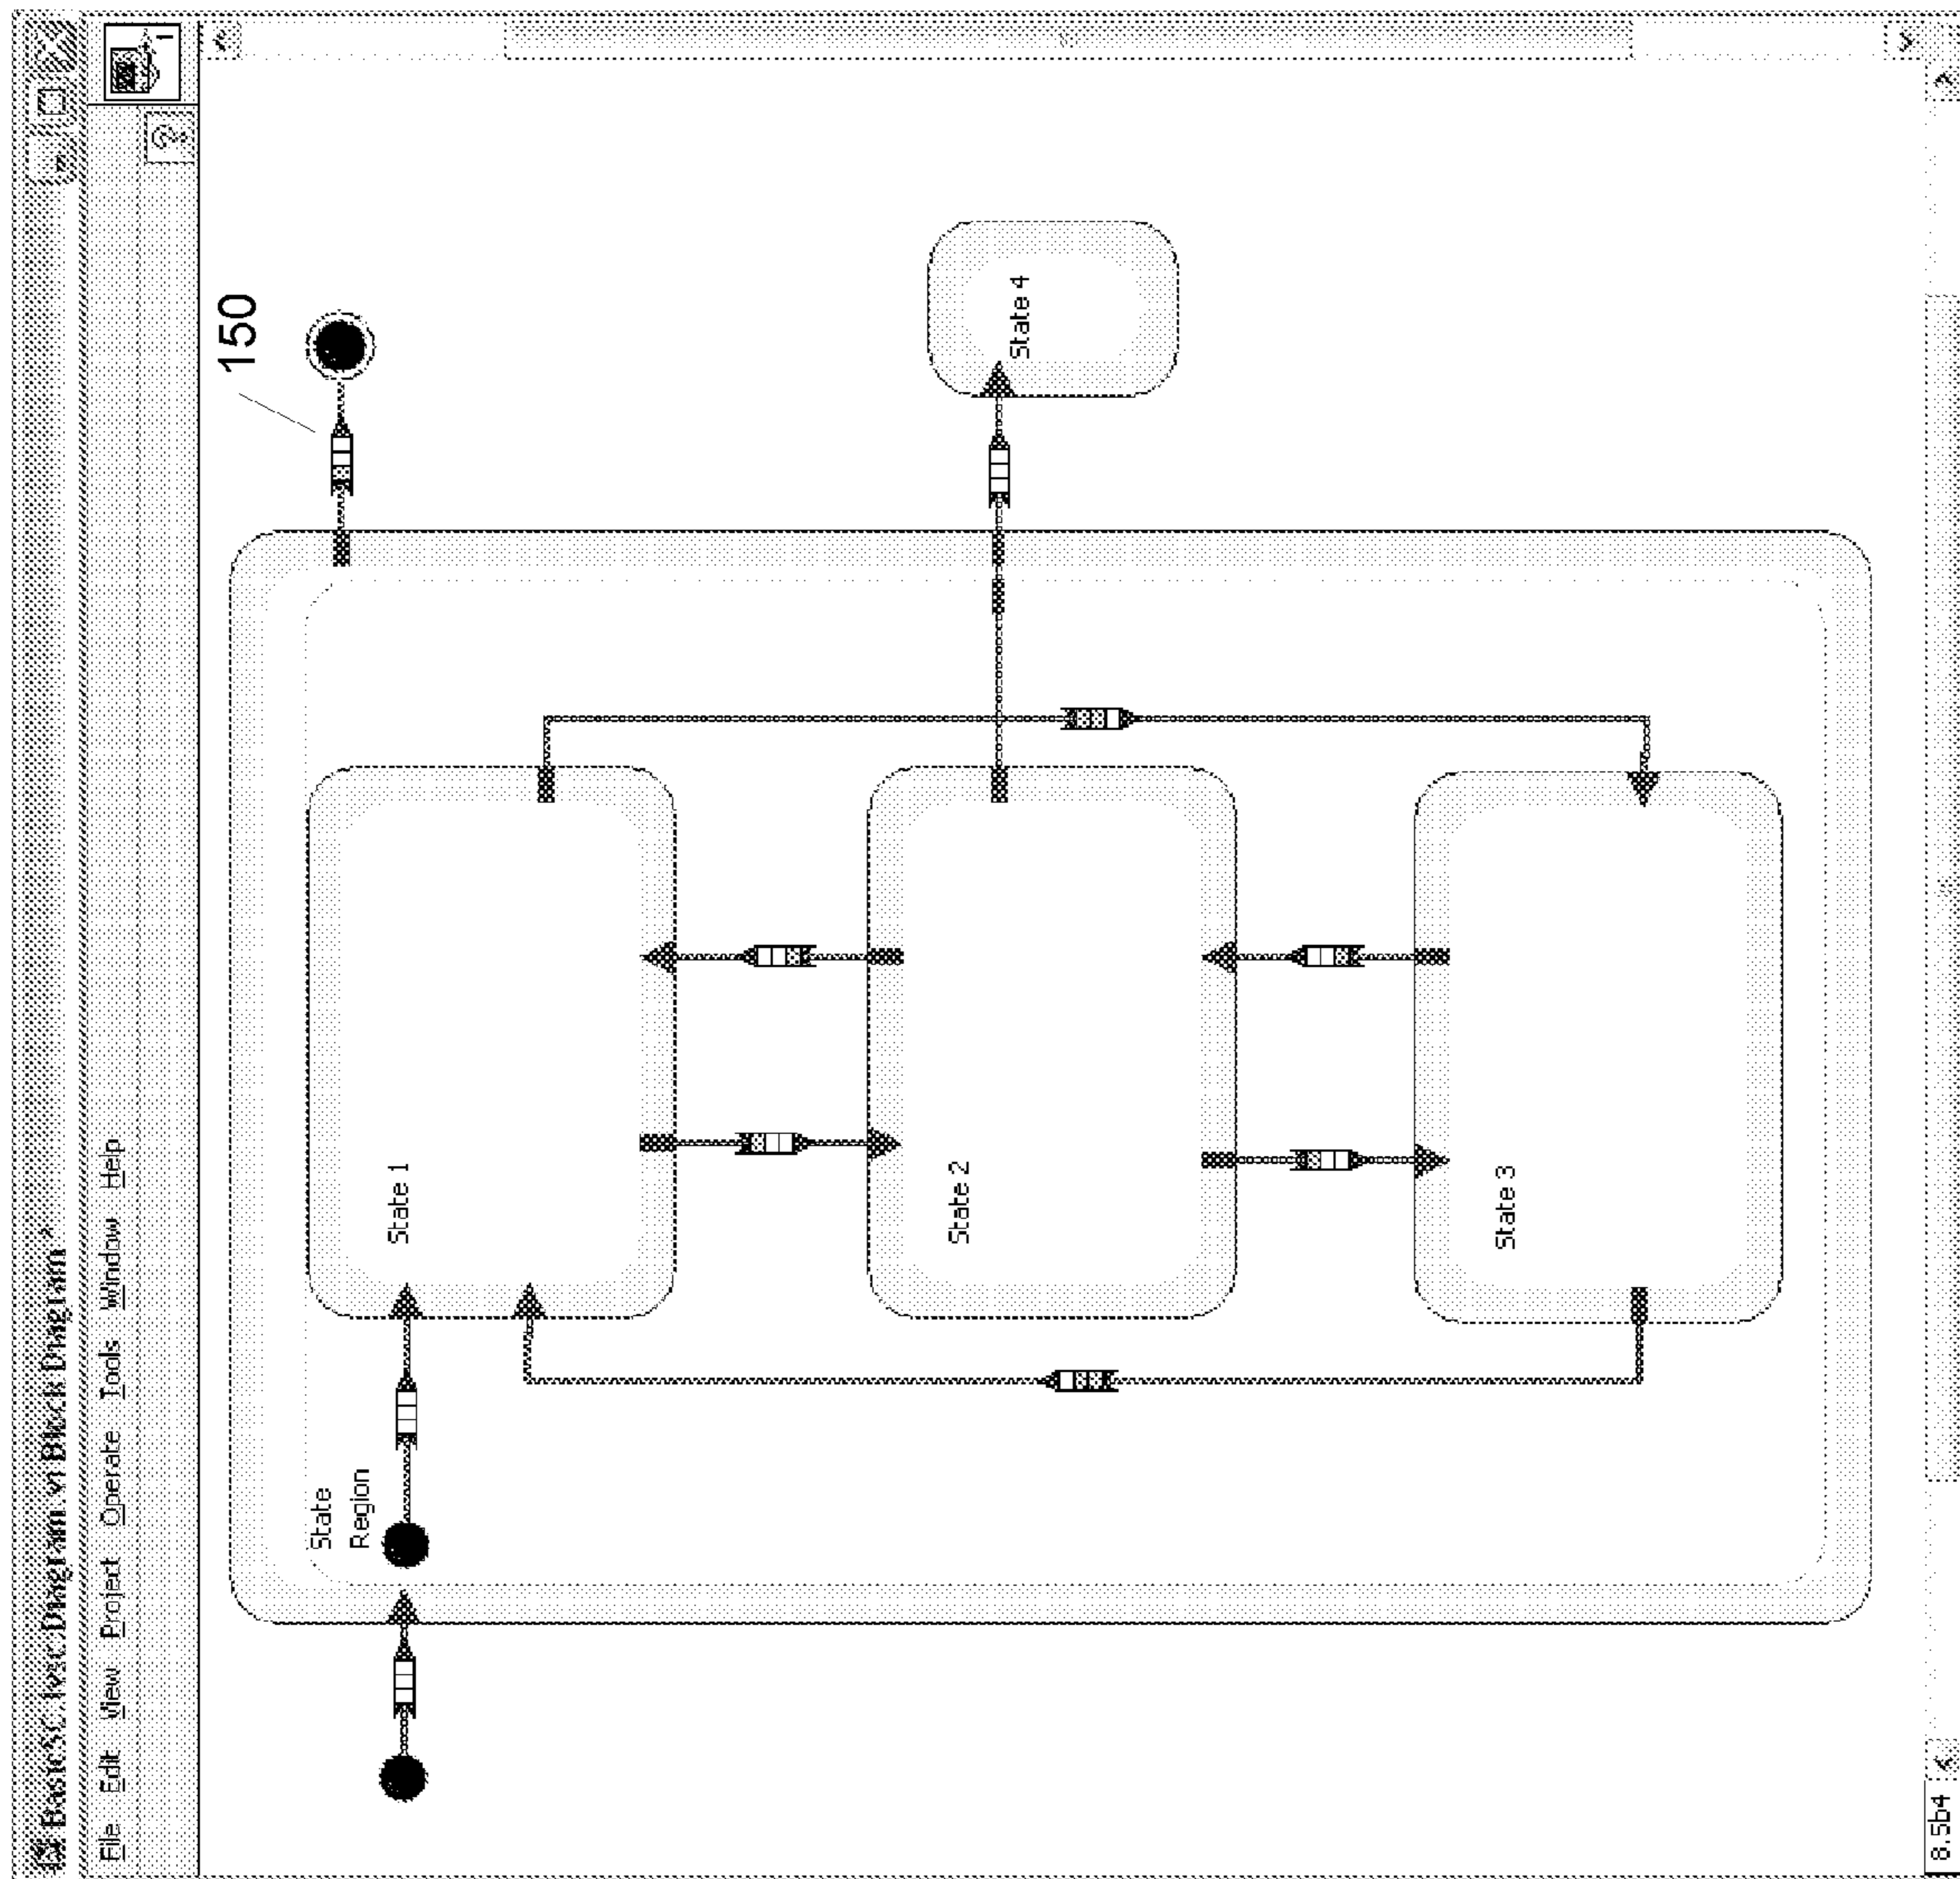 BasicSC.lvsc:Diagram.vi Block Diagram *
File Edit View Project Operate Tools Window Help
1
?
150
State
Region
State 1
State 4
State 2
State 3
8.5b4